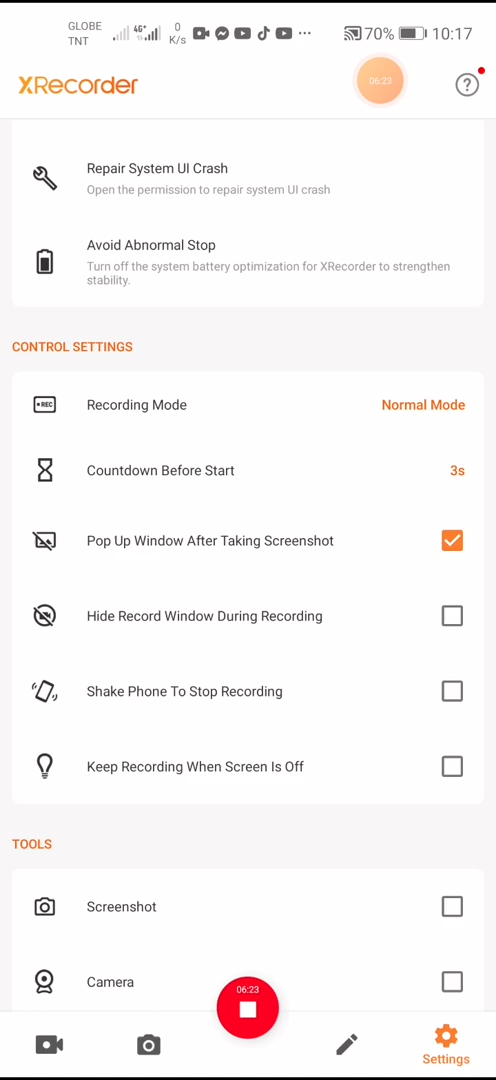 GLOBE
TNT
4G+
0
K/s
70%
10:17
XRecorder
06:23
?
Repair System UI Crash
Open the permission to repair system UI crash
Avoid Abnormal Stop
Turn off the system battery optimization for XRecorder to strengthen
stability.
CONTROL SETTINGS
REC
Recording Mode
Normal Mode
Countdown Before Start
3s
Pop Up Window After Taking Screenshot
Hide Record Window During Recording
Shake Phone To Stop Recording
Keep Recording When Screen Is Off
TOOLS
Screenshot
Camera
06:23
Settings